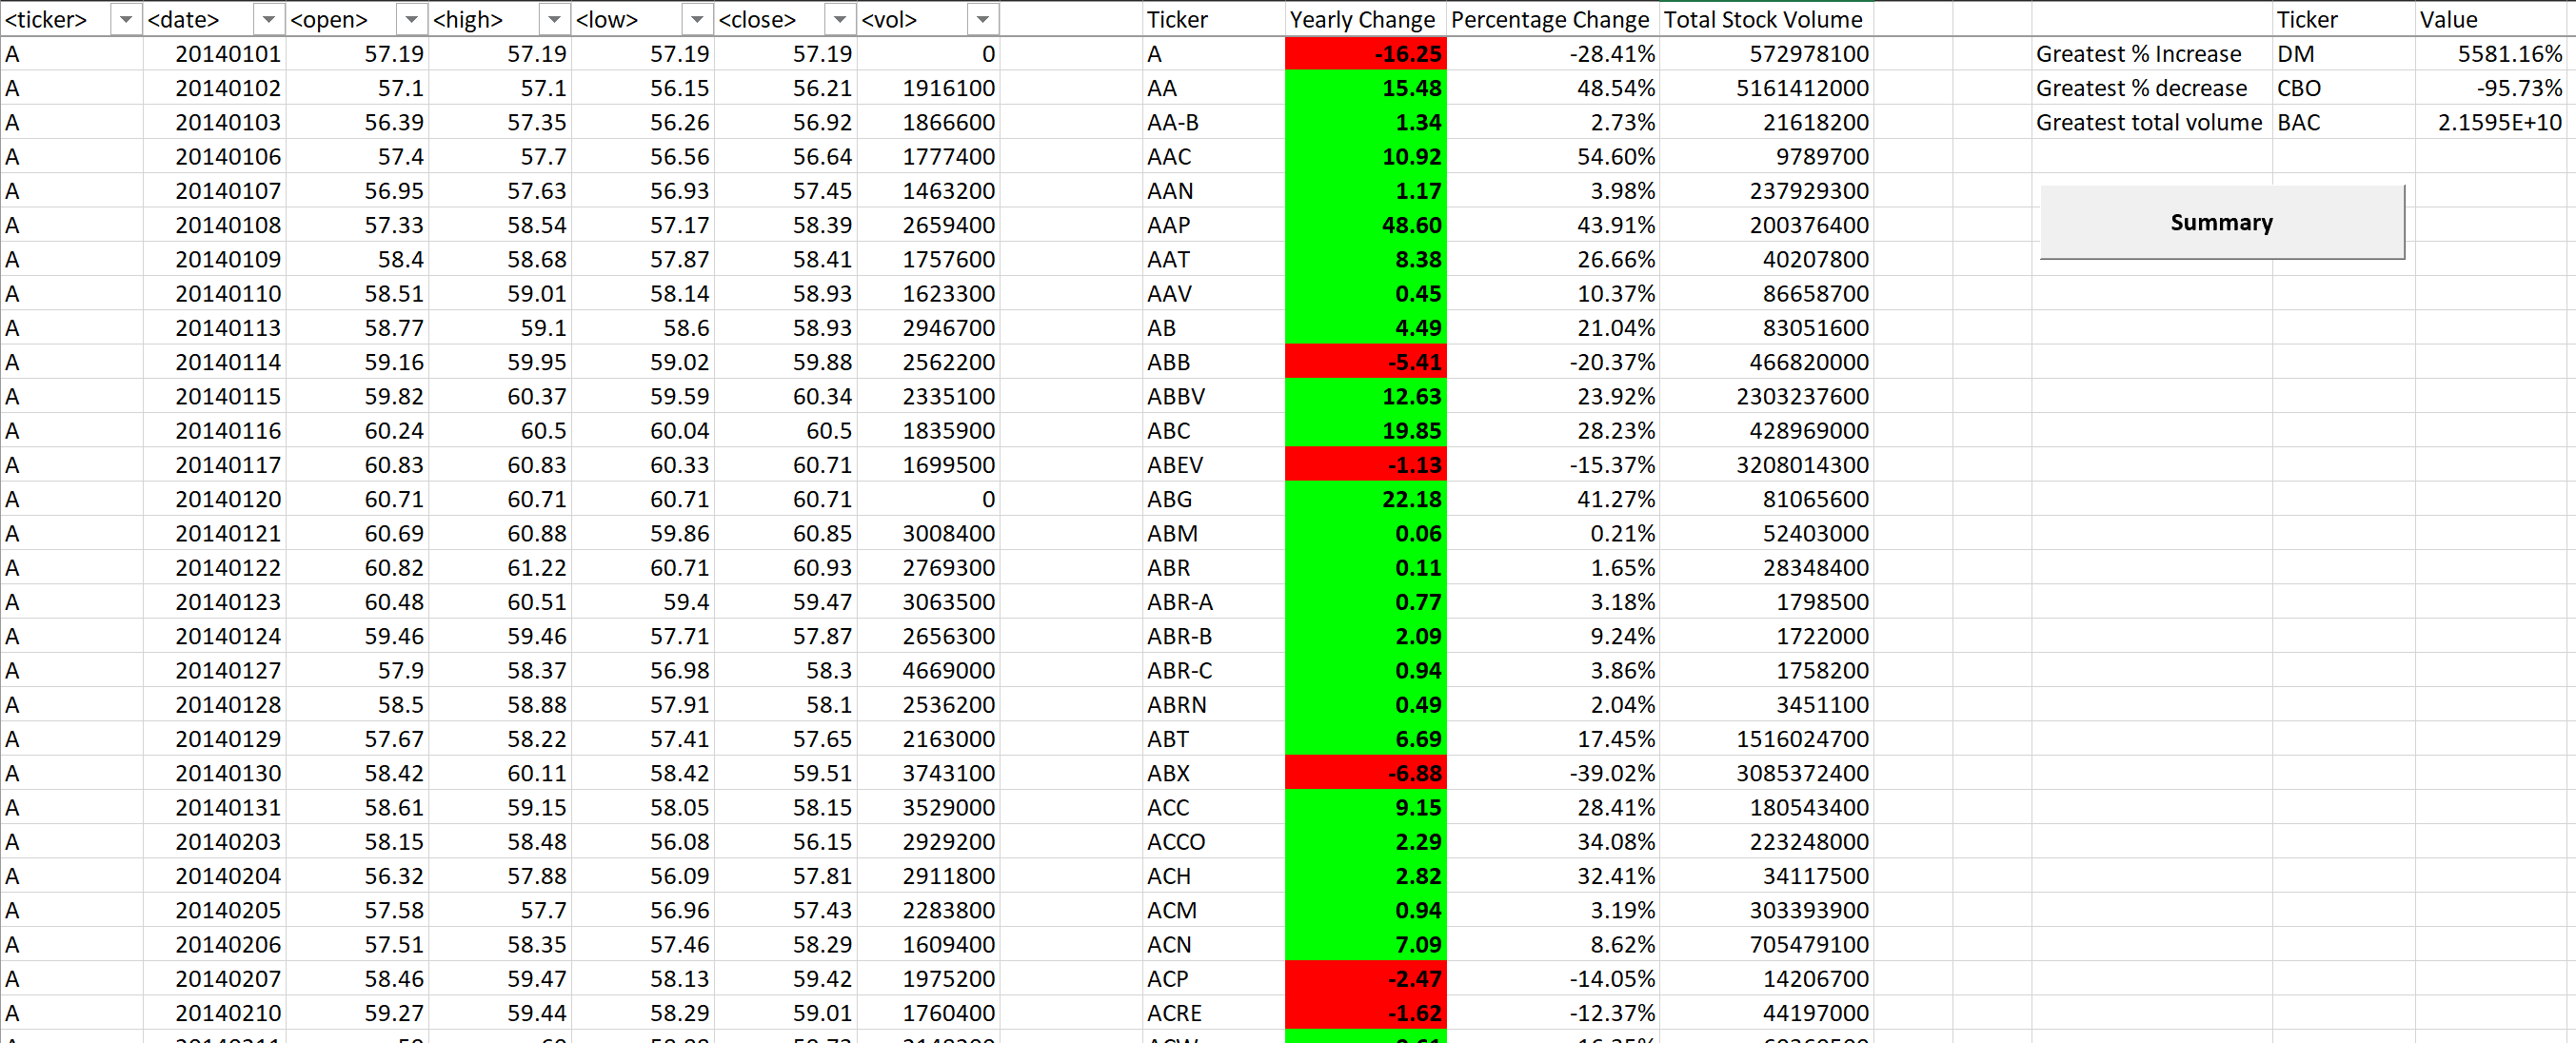 <ticker> <date> <open> <high> <low> <close> <vol> Ticker Yearly Change Percentage Change Total Stock Volume Ticker Value
A 20140101 57.19 57.19 57.19 57.19 0 A -16.25 -28.41% 572978100 Greatest % Increase DM 5581.16%
A 20140102 57.1 57.1 56.15 56.21 1916100 AA 15.48 48.54% 5161412000 Greatest % decrease CBO -95.73%
A 20140103 56.39 57.35 56.26 56.92 1866600 AA-B 1.34 2.73% 21618200 Greatest total volume BAC 2.1595E+10
A 20140106 57.4 57.7 56.56 56.64 1777400 AAC 10.92 54.60% 9789700
A 20140107 56.95 57.63 56.93 57.45 1463200 AAN 1.17 3.98% 237929300
A 20140108 57.33 58.54 57.17 58.39 2659400 AAP 48.60 43.91% 200376400 Summary
A 20140109 58.4 58.68 57.87 58.41 1757600 AAT 8.38 26.66% 40207800
A 20140110 58.51 59.01 58.14 58.93 1623300 AAV 0.45 10.37% 86658700
A 20140113 58.77 59.1 58.6 58.93 2946700 AB 4.49 21.04% 83051600
A 20140114 59.16 59.95 59.02 59.88 2562200 ABB -5.41 -20.37% 466820000
A 20140115 59.82 60.37 59.59 60.34 2335100 ABBV 12.63 23.92% 2303237600
A 20140116 60.24 60.5 60.04 60.5 1835900 ABC 19.85 28.23% 428969000
A 20140117 60.83 60.83 60.33 60.71 1699500 ABEV -1.13 -15.37% 3208014300
A 20140120 60.71 60.71 60.71 60.71 0 ABG 22.18 41.27% 81065600
A 20140121 60.69 60.88 59.86 60.85 3008400 ABM 0.06 0.21% 52403000
A 20140122 60.82 61.22 60.71 60.93 2769300 ABR 0.11 1.65% 28348400
A 20140123 60.48 60.51 59.4 59.47 3063500 ABR-A 0.77 3.18% 1798500
A 20140124 59.46 59.46 57.71 57.87 2656300 ABR-B 2.09 9.24% 1722000
A 20140127 57.9 58.37 56.98 58.3 4669000 ABR-C 0.94 3.86% 1758200
A 20140128 58.5 58.88 57.91 58.1 2536200 ABRN 0.49 2.04% 3451100
A 20140129 57.67 58.22 57.41 57.65 2163000 ABT 6.69 17.45% 1516024700
A 20140130 58.42 60.11 58.42 59.51 3743100 ABX -6.88 -39.02% 3085372400
A 20140131 58.61 59.15 58.05 58.15 3529000 ACC 9.15 28.41% 180543400
A 20140203 58.15 58.48 56.08 56.15 2929200 ACCO 2.29 34.08% 223248000
A 20140204 56.32 57.88 56.09 57.81 2911800 ACH 2.82 32.41% 34117500
A 20140205 57.58 57.7 56.96 57.43 2283800 ACM 0.94 3.19% 303393900
A 20140206 57.51 58.35 57.46 58.29 1609400 ACN 7.09 8.62% 705479100
A 20140207 58.46 59.47 58.13 59.42 1975200 ACP -2.47 -14.05% 14206700
A 20140210 59.27 59.44 58.29 59.01 1760400 ACRE -1.62 -12.37% 44197000